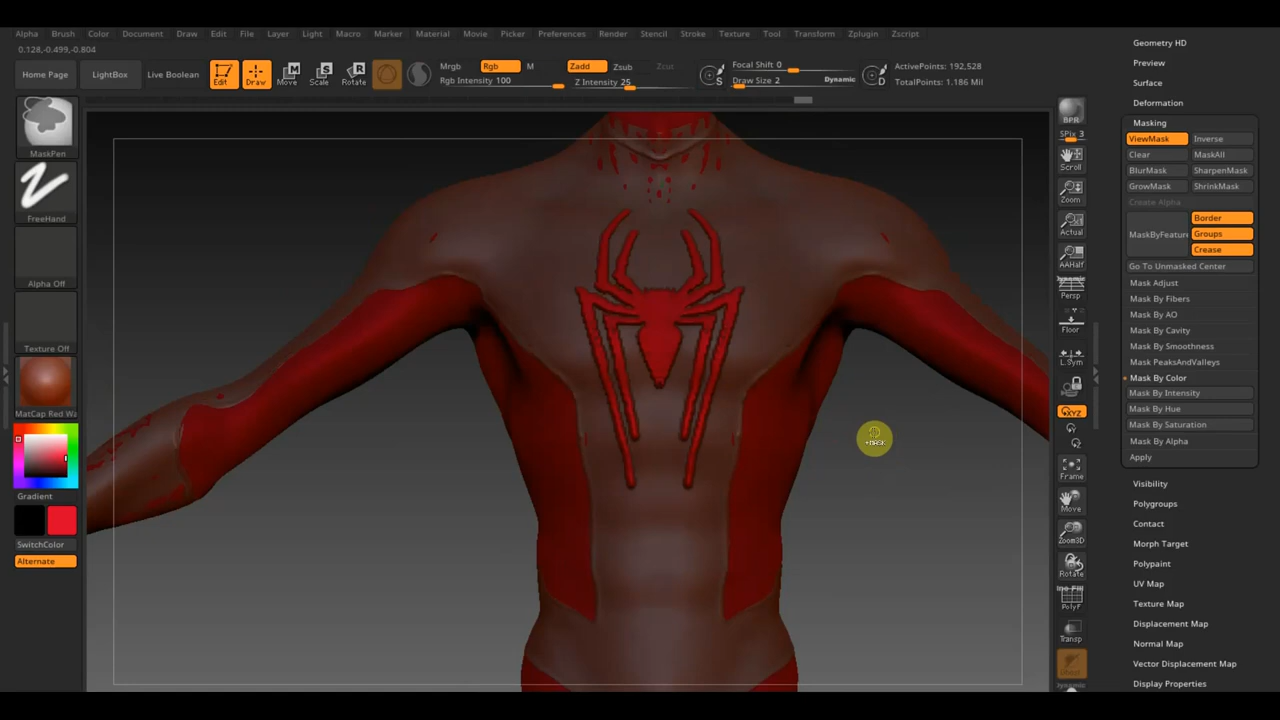 Alpha Brush Color Document Draw Edit File Layer Light Macro Marker Material Movie Picker Preferences Render Stencil Stroke Texture Tool Transform Zplugin Zscript
0.128,-0.499,-0.804
Home Page LightBox Live Boolean Edit Draw Move Scale Rotate
Mrgb Rgb M
Rgb Intensity 100
Zadd Zsub Zcut
Z Intensity 25
S
Focal Shift 0
Draw Size 2 Dynamic
D
ActivePoints: 192,528
TotalPoints: 1.186 Mil
MaskPen
FreeHand
Alpha Off
Texture Off
MatCap Red Wa
Gradient
SwitchColor
Alternate
+MASK
BPR
SPix 3
Scroll
Zoom
Actual
AAHalf
Dynamic
Persp
Floor
L.Sym
XYZ
Y
Z
Frame
Move
Zoom3D
Rotate
Line Fill
PolyF
Transp
Dynamic
Geometry HD
Preview
Surface
Deformation
Masking
ViewMask Inverse
Clear MaskAll
BlurMask SharpenMask
GrowMask ShrinkMask
Create Alpha
MaskByFeature
Border
Groups
Crease
Go To Unmasked Center
Mask Adjust
Mask By Fibers
Mask By AO
Mask By Cavity
Mask By Smoothness
Mask PeaksAndValleys
Mask By Color
Mask By Intensity
Mask By Hue
Mask By Saturation
Mask By Alpha
Apply
Visibility
Polygroups
Contact
Morph Target
Polypaint
UV Map
Texture Map
Displacement Map
Normal Map
Vector Displacement Map
Display Properties